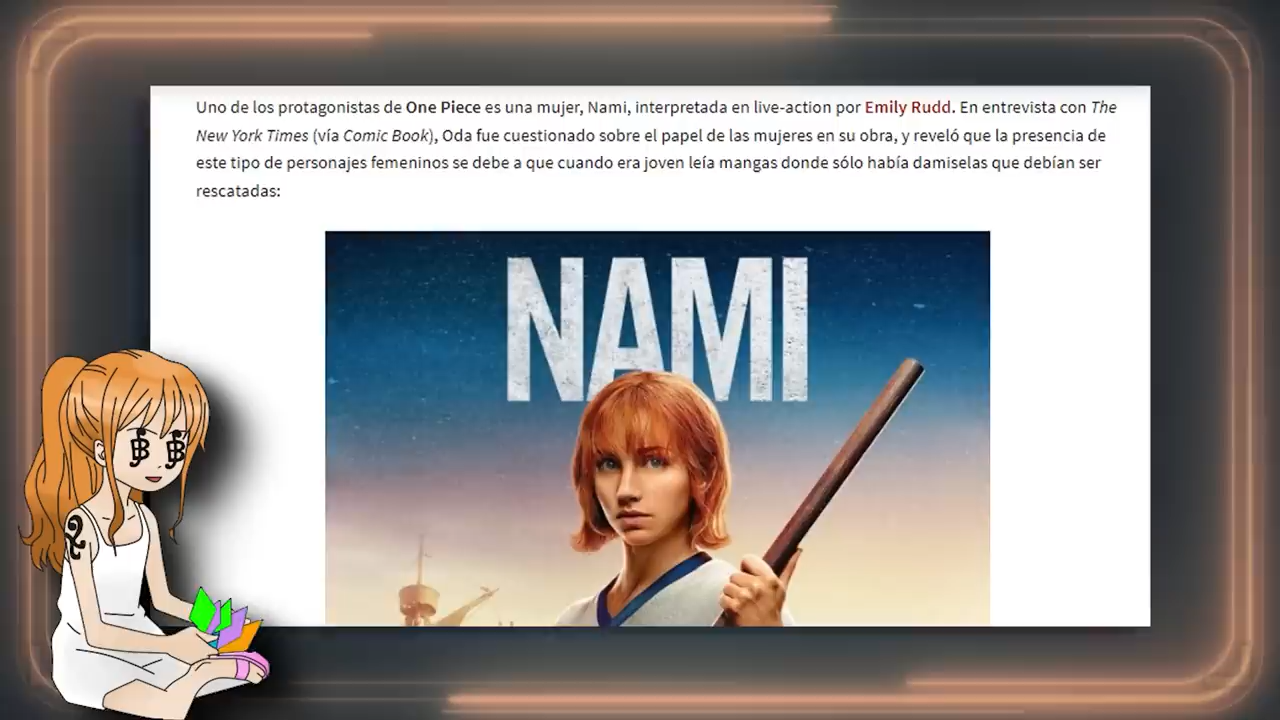 Uno de los protagonistas de One Piece es una mujer, Nami, interpretada en live-action por Emily Rudd. En entrevista con The
New York Times (vía Comic Book), Oda fue cuestionado sobre el papel de las mujeres en su obra, y reveló que la presencia de
este tipo de personajes femeninos se debe a que cuando era joven leía mangas donde sólo había damiselas que debían ser
rescatadas:
NAMI